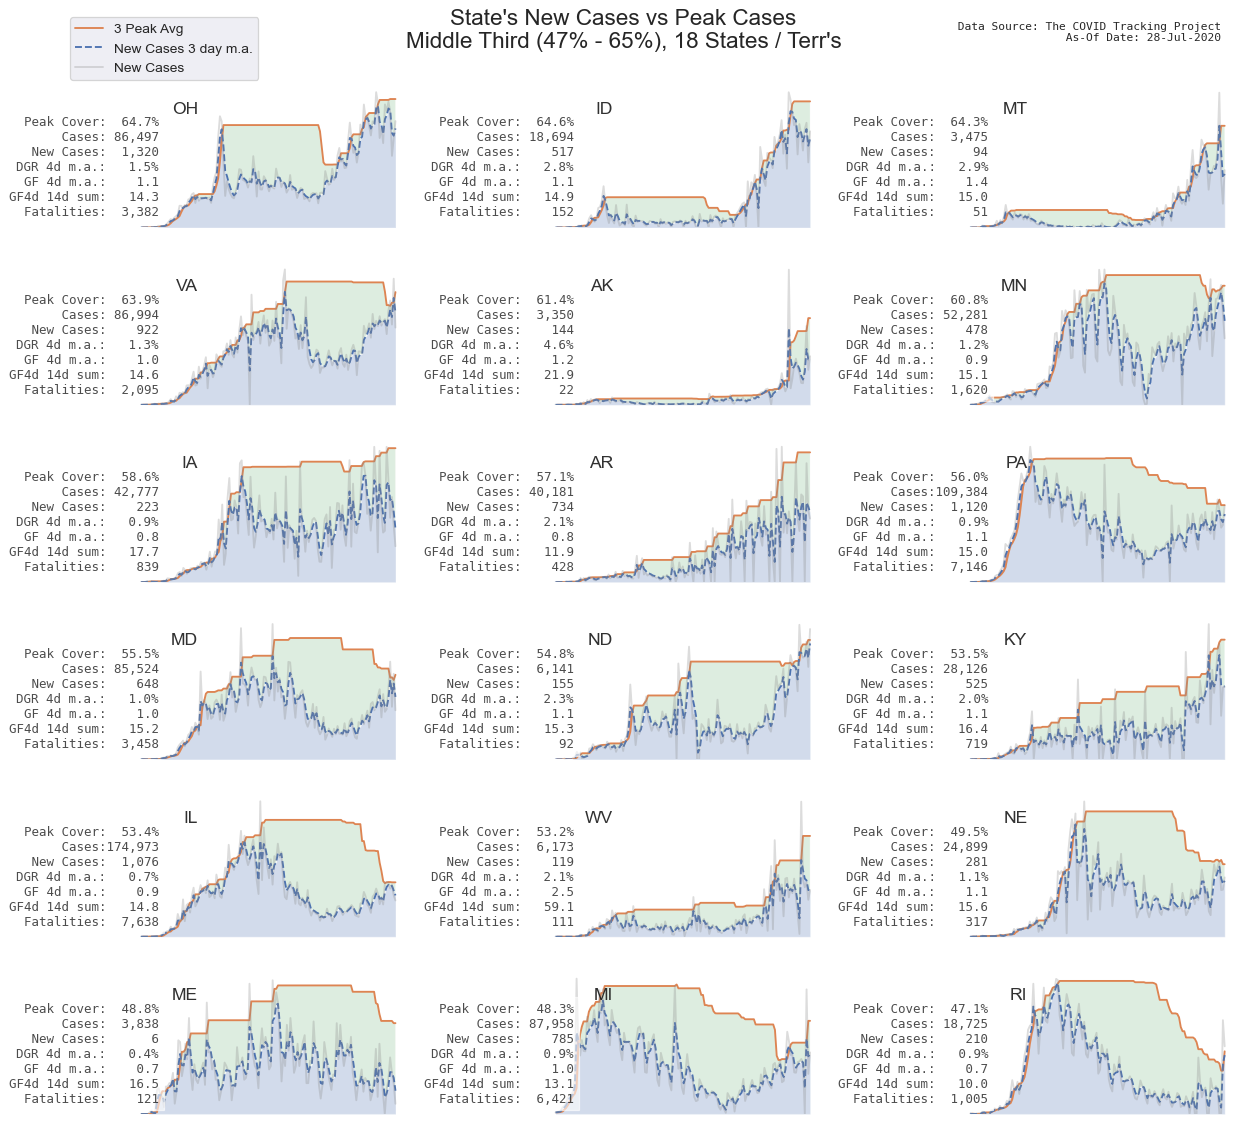 State's New Cases vs Peak Cases
Middle Third (47% - 65%), 18 States / Terr's
3 Peak Avg
New Cases 3 day m.a.
New Cases
Data Source: The COVID Tracking Project
As-Of Date: 28-Jul-2020
OH
Peak Cover: 64.7%
Cases: 86,497
New Cases: 1,320
DGR 4d m.a.: 1.5%
GF 4d m.a.: 1.1
GF4d 14d sum: 14.3
Fatalities: 3,382
ID
Peak Cover: 64.6%
Cases: 18,694
New Cases: 517
DGR 4d m.a.: 2.8%
GF 4d m.a.: 1.1
GF4d 14d sum: 14.9
Fatalities: 152
MT
Peak Cover: 64.3%
Cases: 3,475
New Cases: 94
DGR 4d m.a.: 2.9%
GF 4d m.a.: 1.4
GF4d 14d sum: 15.0
Fatalities: 51
VA
Peak Cover: 63.9%
Cases: 86,994
New Cases: 922
DGR 4d m.a.: 1.3%
GF 4d m.a.: 1.0
GF4d 14d sum: 14.6
Fatalities: 2,095
AK
Peak Cover: 61.4%
Cases: 3,350
New Cases: 144
DGR 4d m.a.: 4.6%
GF 4d m.a.: 1.2
GF4d 14d sum: 21.9
Fatalities: 22
MN
Peak Cover: 60.8%
Cases: 52,281
New Cases: 478
DGR 4d m.a.: 1.2%
GF 4d m.a.: 0.9
GF4d 14d sum: 15.1
Fatalities: 1,620
IA
Peak Cover: 58.6%
Cases: 42,777
New Cases: 223
DGR 4d m.a.: 0.9%
GF 4d m.a.: 0.8
GF4d 14d sum: 17.7
Fatalities: 839
AR
Peak Cover: 57.1%
Cases: 40,181
New Cases: 734
DGR 4d m.a.: 2.1%
GF 4d m.a.: 0.8
GF4d 14d sum: 11.9
Fatalities: 428
PA
Peak Cover: 56.0%
Cases:109,384
New Cases: 1,120
DGR 4d m.a.: 0.9%
GF 4d m.a.: 1.1
GF4d 14d sum: 15.0
Fatalities: 7,146
MD
Peak Cover: 55.5%
Cases: 85,524
New Cases: 648
DGR 4d m.a.: 1.0%
GF 4d m.a.: 1.0
GF4d 14d sum: 15.2
Fatalities: 3,458
ND
Peak Cover: 54.8%
Cases: 6,141
New Cases: 155
DGR 4d m.a.: 2.3%
GF 4d m.a.: 1.1
GF4d 14d sum: 15.3
Fatalities: 92
KY
Peak Cover: 53.5%
Cases: 28,126
New Cases: 525
DGR 4d m.a.: 2.0%
GF 4d m.a.: 1.1
GF4d 14d sum: 16.4
Fatalities: 719
IL
Peak Cover: 53.4%
Cases:174,973
New Cases: 1,076
DGR 4d m.a.: 0.7%
GF 4d m.a.: 0.9
GF4d 14d sum: 14.8
Fatalities: 7,638
WV
Peak Cover: 53.2%
Cases: 6,173
New Cases: 119
DGR 4d m.a.: 2.1%
GF 4d m.a.: 2.5
GF4d 14d sum: 59.1
Fatalities: 111
NE
Peak Cover: 49.5%
Cases: 24,899
New Cases: 281
DGR 4d m.a.: 1.1%
GF 4d m.a.: 1.1
GF4d 14d sum: 15.6
Fatalities: 317
ME
Peak Cover: 48.8%
Cases: 3,838
New Cases: 6
DGR 4d m.a.: 0.4%
GF 4d m.a.: 0.7
GF4d 14d sum: 16.5
Fatalities: 121
MI
Peak Cover: 48.3%
Cases: 87,958
New Cases: 785
DGR 4d m.a.: 0.9%
GF 4d m.a.: 1.0
GF4d 14d sum: 13.1
Fatalities: 6,421
RI
Peak Cover: 47.1%
Cases: 18,725
New Cases: 210
DGR 4d m.a.: 0.9%
GF 4d m.a.: 0.7
GF4d 14d sum: 10.0
Fatalities: 1,005